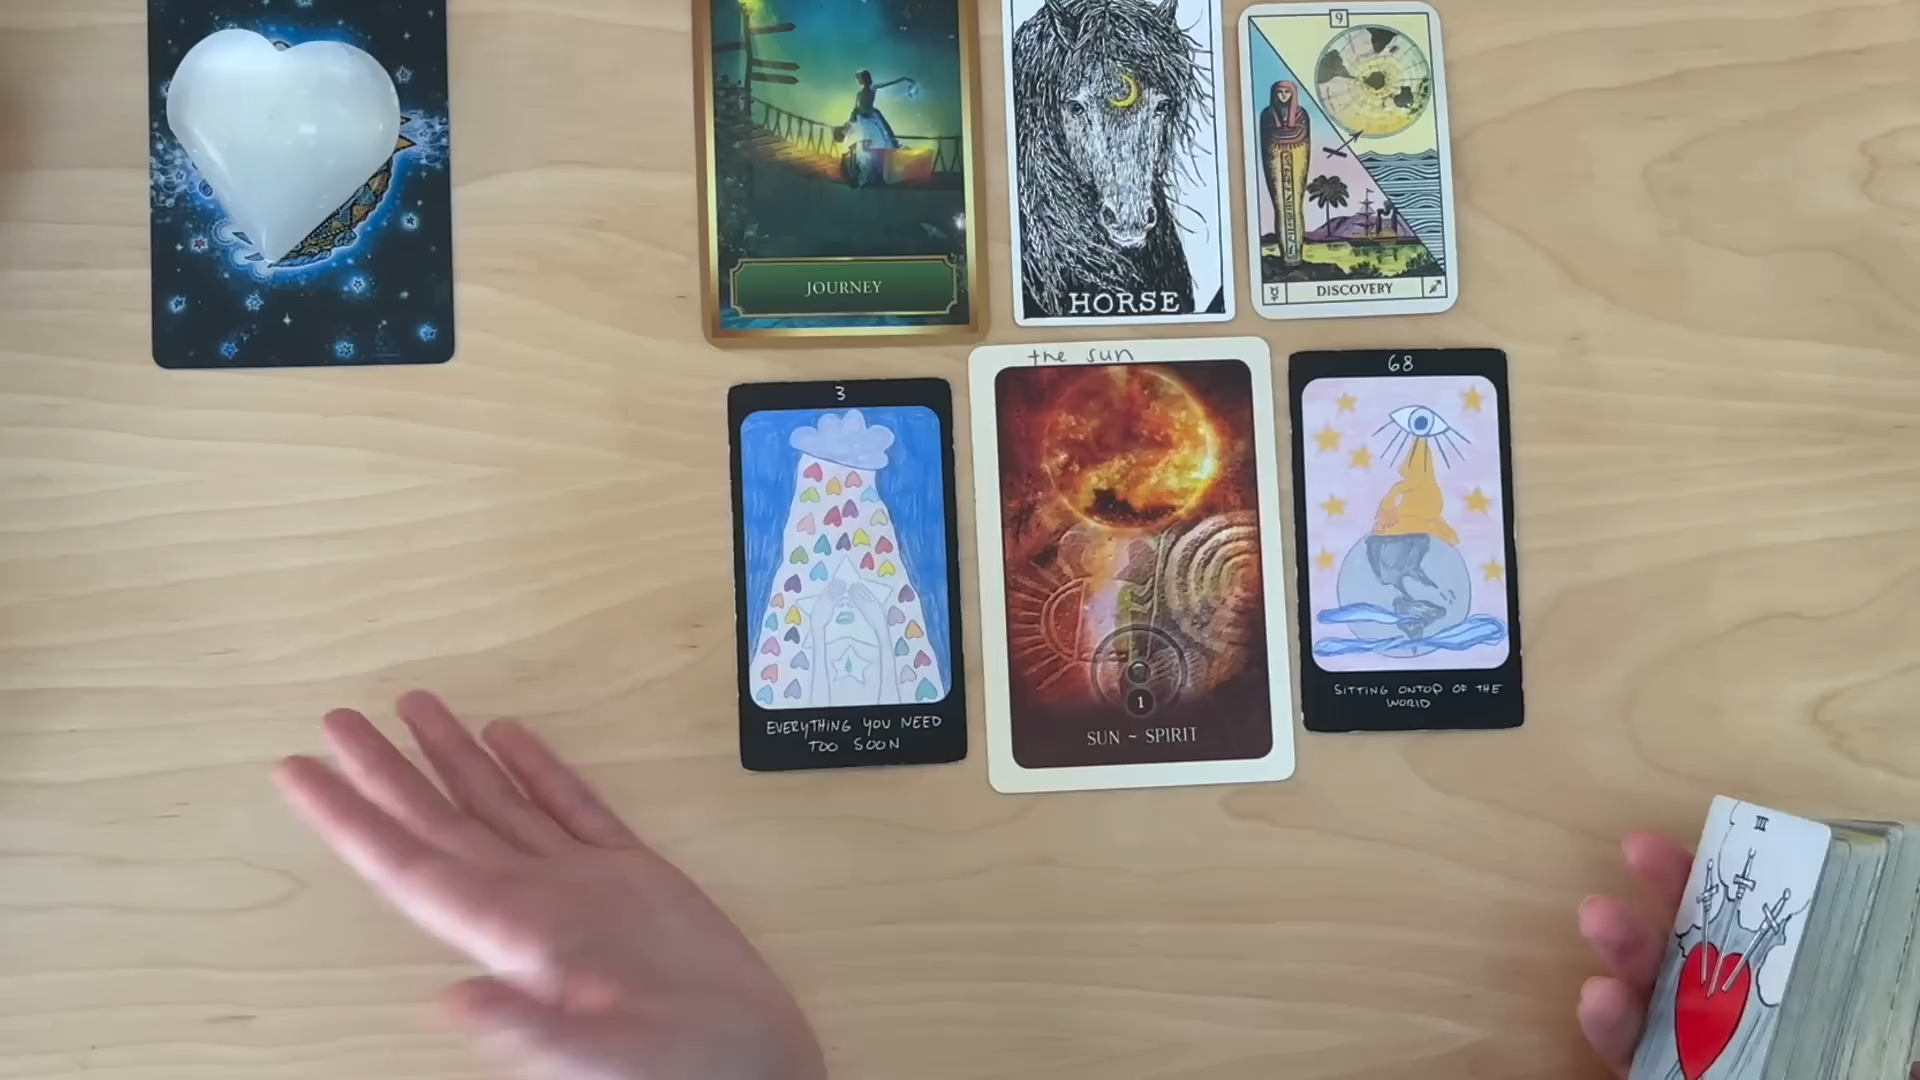 JOURNEY
HORSE
9
DISCOVERY
3
EVERYTHING YOU NEED
TOO SOON
the sun
1
SUN ~ SPIRIT
68
SITTING ONTOP OF THE
WORLD
III